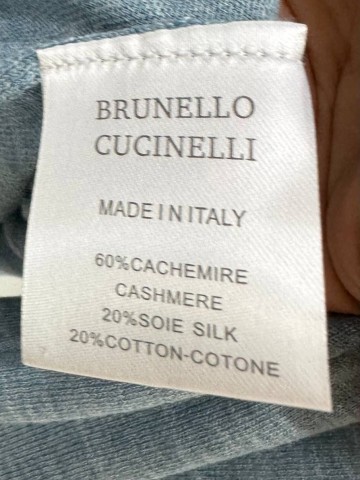 BRUNELLO
CUCINELLI
MADE IN ITALY
60%CACHEMIRE
CASHMERE
20%SOIE SILK
20%COTTON-COTONE